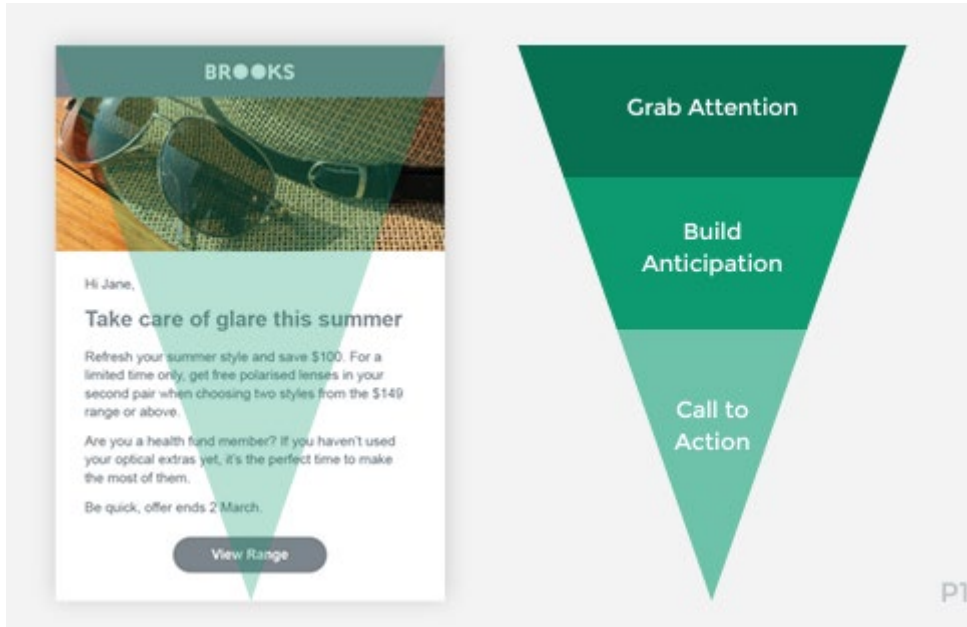 BROOKS
Hi Jane,
Take care of glare this summer
Refresh your summer style and save $100. For a
limited time only, get free polarised lenses in your
second pair when choosing two styles from the $149
range or above.
Are you a health fund member? If you haven't used
your optical extras yet, it's the perfect time to make
the most of them.
Be quick, offer ends 2 March.
View Range
Grab Attention
Build
Anticipation
Call to
Action